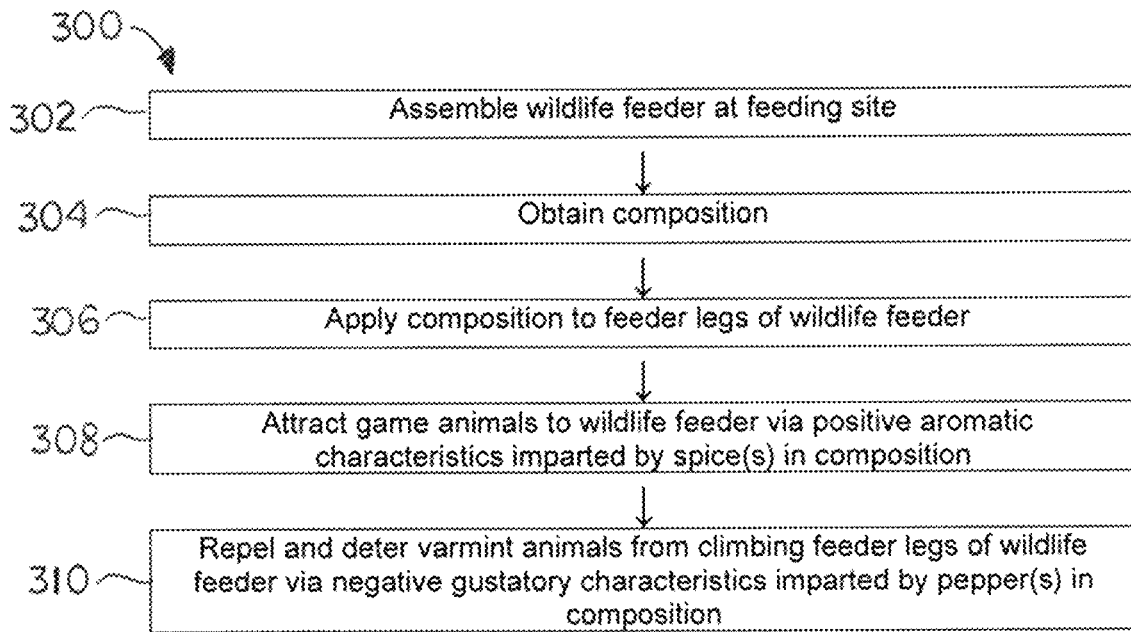 300
302 Assemble wildlife feeder at feeding site
304 Obtain composition
306 Apply composition to feeder legs of wildlife feeder
308 Attract game animals to wildlife feeder via positive aromatic
characteristics imparted by spice(s) in composition
310 Repel and deter varmint animals from climbing feeder legs of wildlife
feeder via negative gustatory characteristics imparted by pepper(s) in
composition